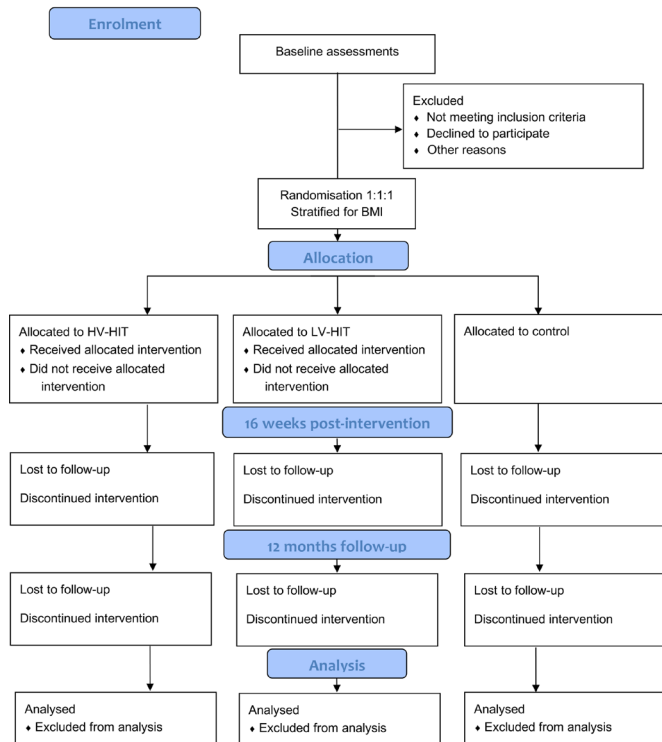 Enrolment
Baseline assessments
Excluded
♦ Not meeting inclusion criteria
♦ Declined to participate
♦ Other reasons
Randomisation 1:1:1
Stratified for BMI
Allocation
Allocated to HV-HIT
♦ Received allocated intervention
♦ Did not receive allocated
intervention
Allocated to LV-HIT
♦ Received allocated intervention
♦ Did not receive allocated
intervention
Allocated to control
16 weeks post-intervention
Lost to follow-up
Discontinued intervention
Lost to follow-up
Discontinued intervention
Lost to follow-up
Discontinued intervention
12 months follow-up
Lost to follow-up
Discontinued intervention
Lost to follow-up
Discontinued intervention
Lost to follow-up
Discontinued intervention
Analysis
Analysed
♦ Excluded from analysis
Analysed
♦ Excluded from analysis
Analysed
♦ Excluded from analysis